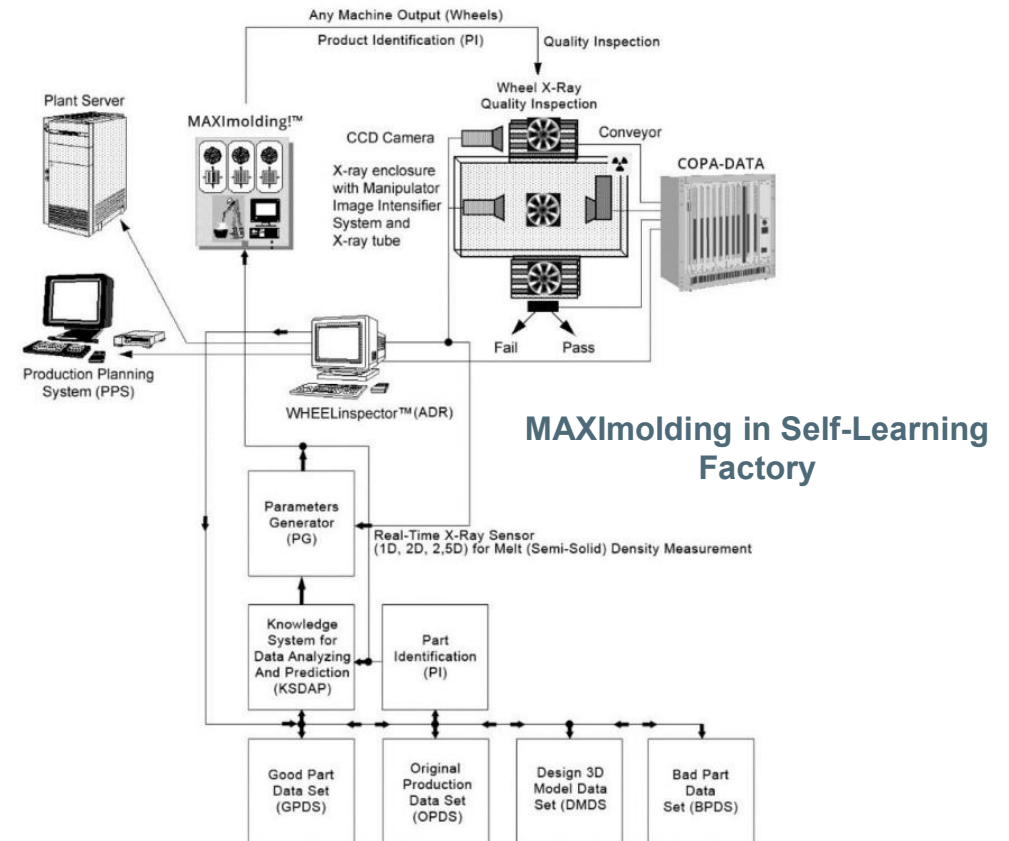 Any Machine Output (Wheels)
Product Identification (PI)
Quality Inspection
Wheel X-Ray
Quality Inspection
Plant Server
MAXImolding!™
CCD Camera
Conveyor
COPA-DATA
X-ray enclosure
with Manipulator
Image Intensifier
System and
X-ray tube
Fail
Pass
Production Planning
System (PPS)
WHEELinspector™(ADR)
MAXImolding in Self-Learning
Factory
Parameters
Generator
(PG)
Real-Time X-Ray Sensor
(1D, 2D, 2,5D) for Melt (Semi-Solid) Density Measurement
Knowledge
System for
Data Analyzing
And Prediction
(KSDAP)
Part
Identification
(PI)
Good Part
Data Set
(GPDS)
Original
Production
Data Set
(OPDS)
Design 3D
Model Data
Set (DMDS
Bad Part
Data
Set (BPDS)